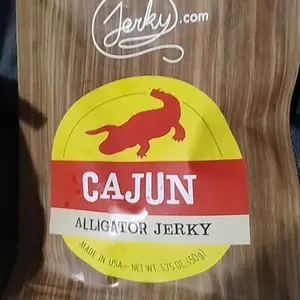 Jerky.com
CAJUN
ALLIGATOR JERKY
MADE IN USA – NET WT. 1.75 OZ. (50g)